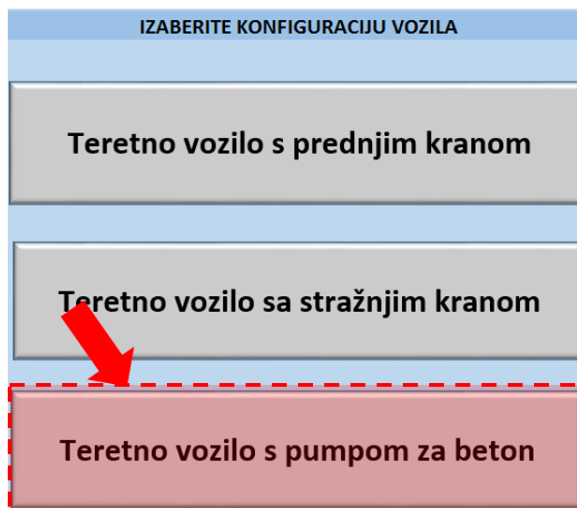 IZABERITE KONFIGURACIJU VOZILA
Teretno vozilo s prednjim kranom
Teretno vozilo sa stražnjim kranom
Teretno vozilo s pumpom za beton